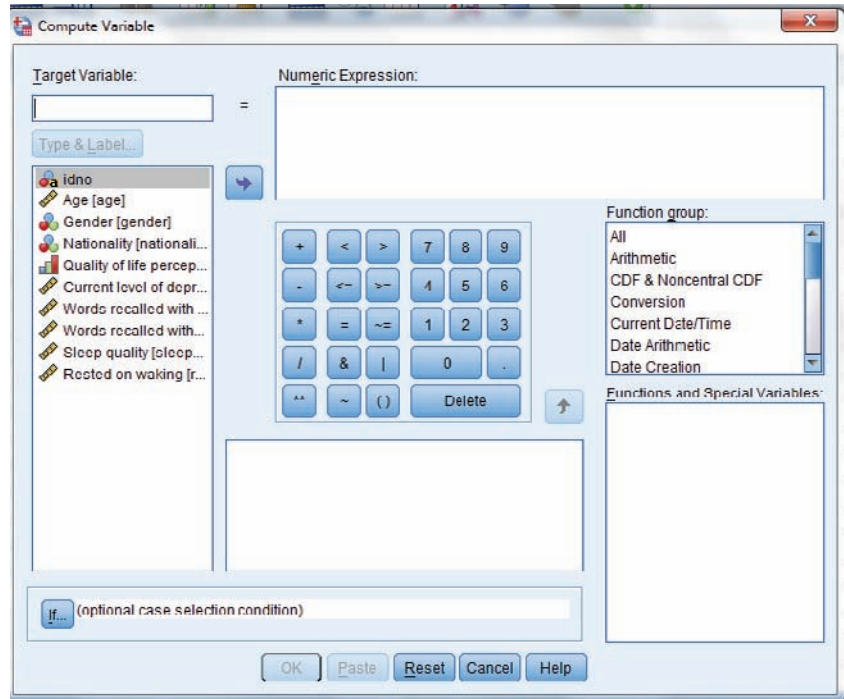 Compute Variable
Target Variable:
Numeric Expression:
=
Type & Label...
idno
Age [age]
Gender [gender]
Nationality [nationali...
Quality of life percep...
Current level of depr...
Words recalled with ...
Words recalled with...
Sleep quality [sleep...
Rested on waking [r...
+ < > 7 8 9
- <= >= 4 5 6
* = ~= 1 2 3
/ & | 0 .
** ~ ( ) Delete
Function group:
All
Arithmetic
CDF & Noncentral CDF
Conversion
Current Date/Time
Date Arithmetic
Date Creation
Functions and Special Variables:
If... (optional case selection condition)
OK Paste Reset Cancel Help